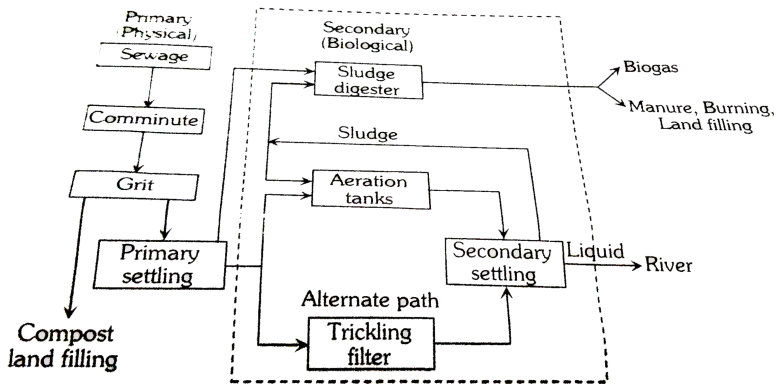 Primary
(Physical)
Sewage
Comminute
Grit
Primary
settling
Compost
land filling
Secondary
(Biological)
Sludge
digester
Sludge
Aeration
tanks
Secondary
settling
Alternate path
Trickling
filter
Biogas
Manure, Burning,
Land filling
Liquid
River